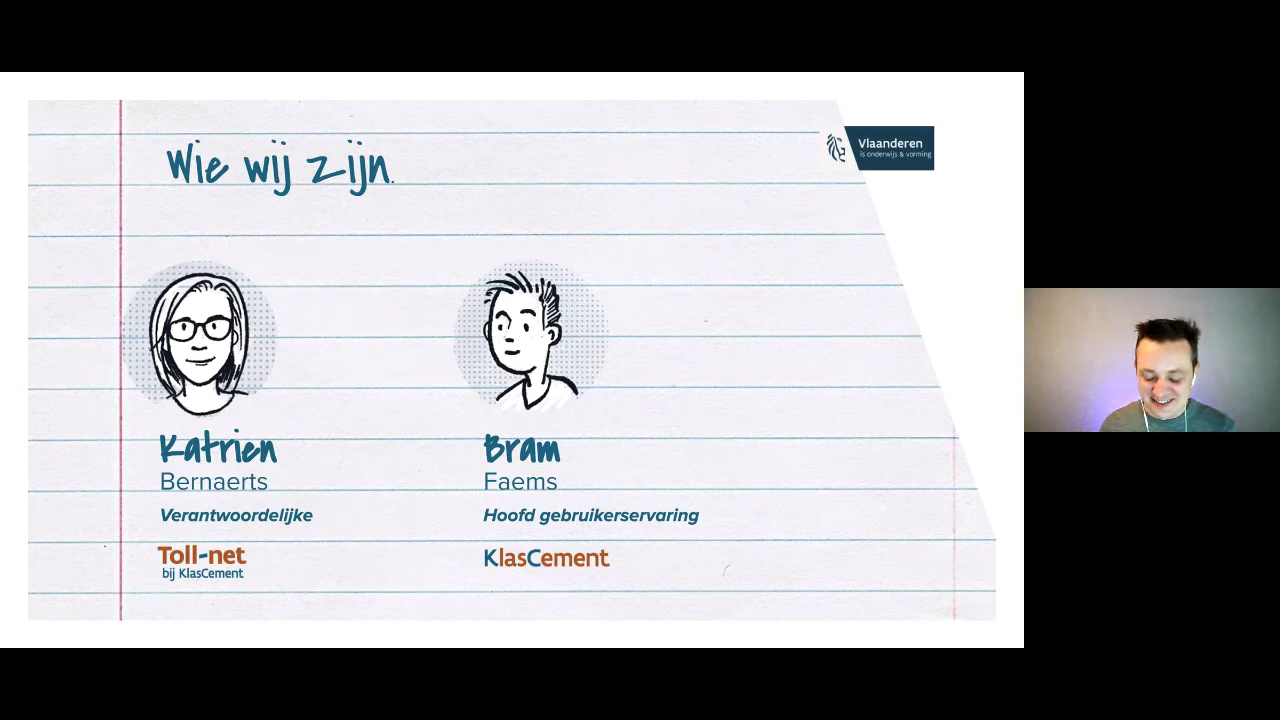 Wie wij zijn.
Vlaanderen
is onderwijs & vorming
Katrien
Bernaerts
Verantwoordelijke
Toll-net
bij KlasCement
Bram
Faems
Hoofd gebruikerservaring
KlasCement